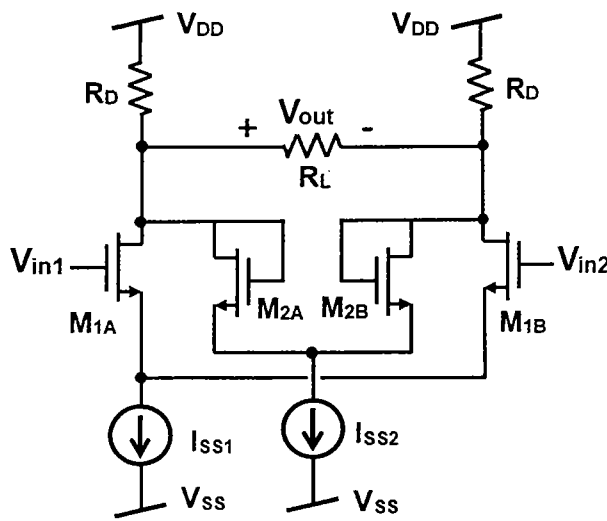 VDD
VDD
RD
RD
Vout
+
-
RL
Vin1
Vin2
M1A
M2A
M2B
M1B
ISS1
ISS2
VSS
VSS